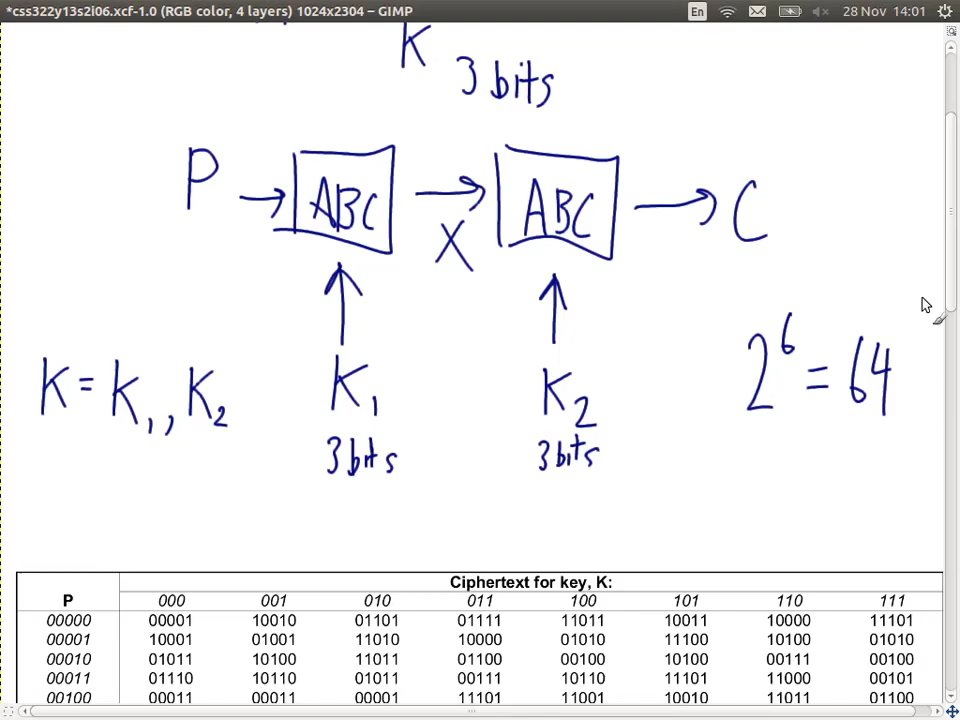 *css322y13s2i06.xcf-1.0 (RGB color, 4 layers) 1024x2304 – GIMP En 28 Nov 14:01
K 3 bits
P → ABC → ABC → C
X
2^6 = 64
K = K1, K2 K1 K2
3 bits 3 bits
Ciphertext for key, K:
P 000 001 010 011 100 101 110 111
00000 00001 10010 01101 01111 11011 10011 10000 11101
00001 10001 01001 11010 10000 01010 11100 10100 01010
00010 01011 10100 11011 01100 00100 10100 00111 00100
00011 01110 10110 01011 00111 10110 11101 11000 00101
00100 00011 00011 00001 11101 11001 10010 11011 01100